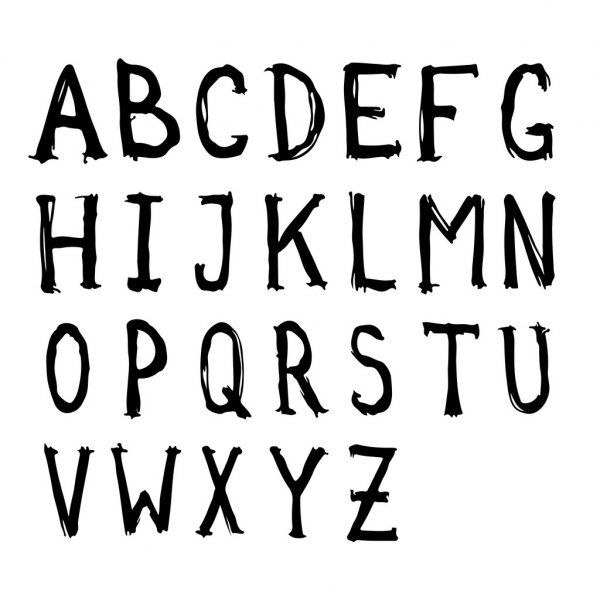 ABCDEFG
HIJKLMN
OPQRSTU
VWXYZ